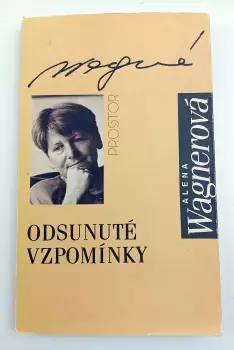 PROSTOR
ALENA
Wagnerová
ODSUNUTÉ
VZPOMÍNKY